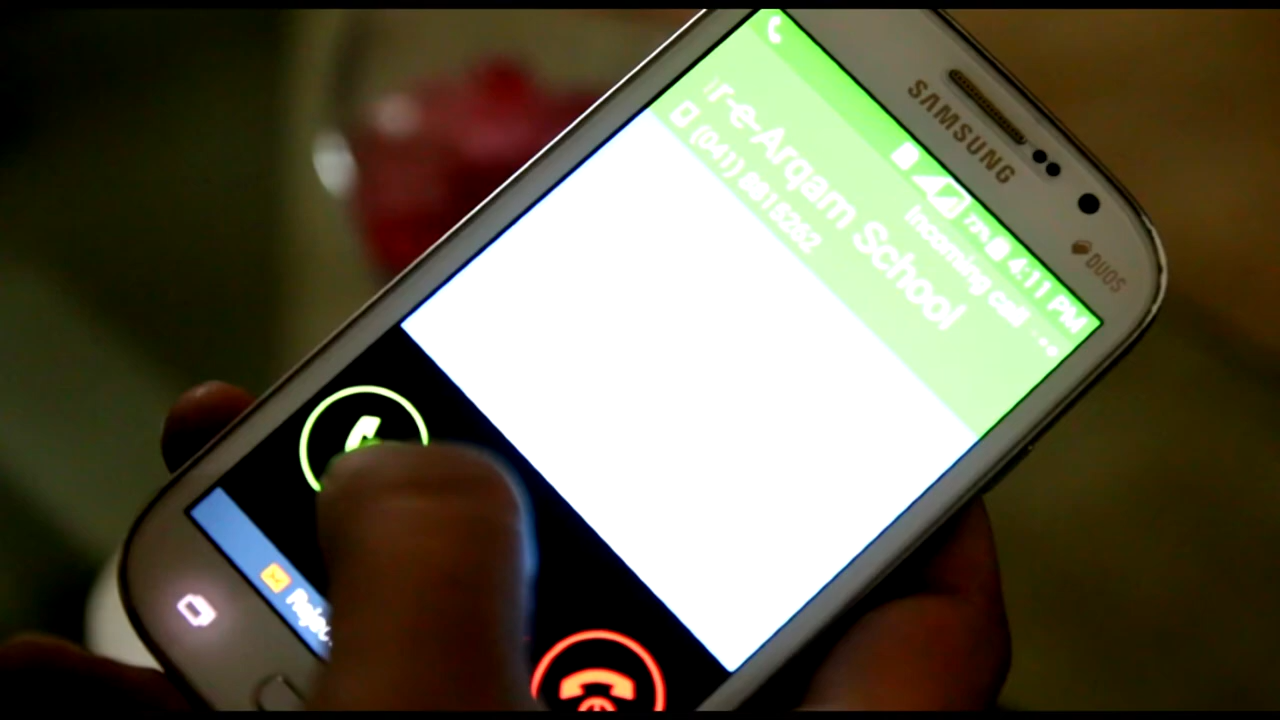 SAMSUNG
DUOS
4:11 PM
Incoming call
r-e-Arqam School
(041)